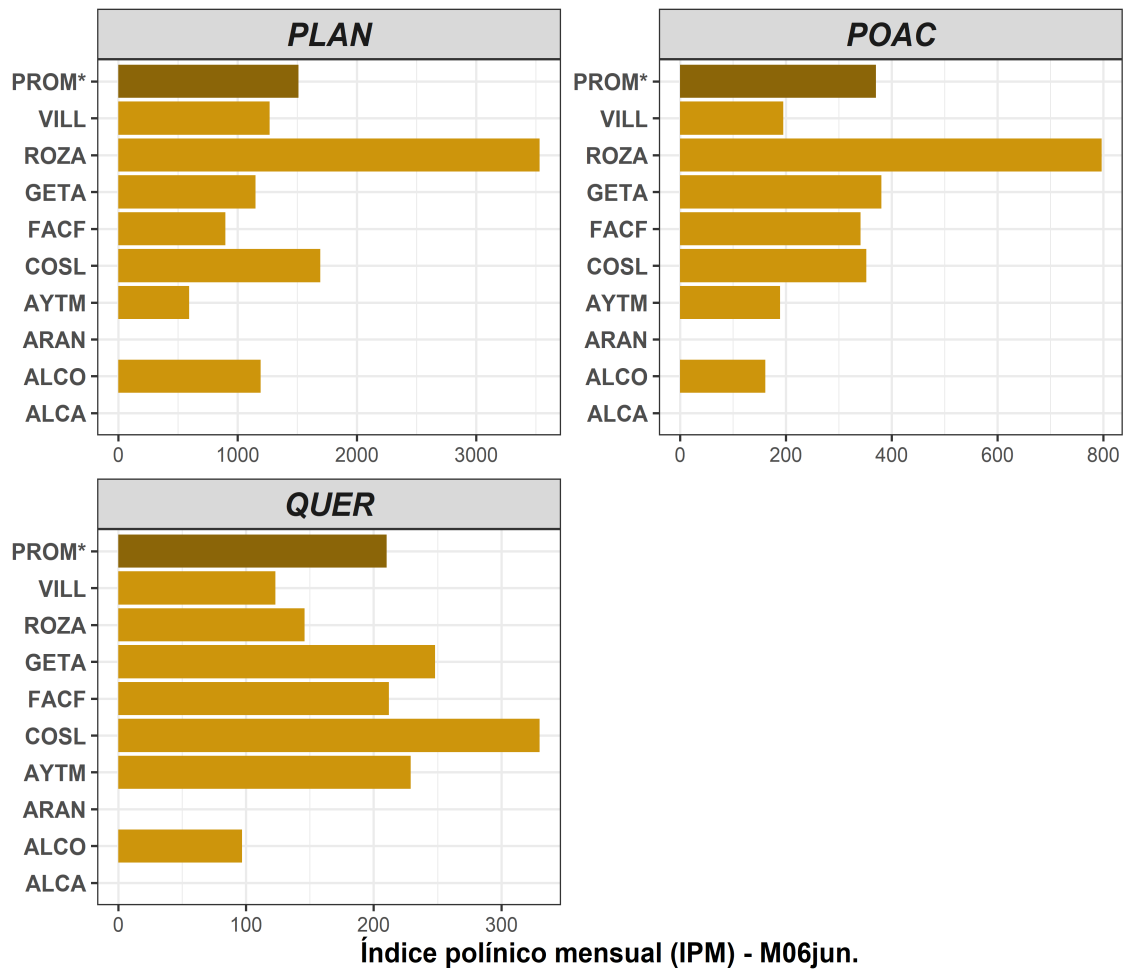 PLAN
PROM*
VILL
ROZA
GETA
FACF
COSL
AYTM
ARAN
ALCO
ALCA
0 1000 2000 3000
POAC
PROM*
VILL
ROZA
GETA
FACF
COSL
AYTM
ARAN
ALCO
ALCA
0 200 400 600 800
QUER
PROM*
VILL
ROZA
GETA
FACF
COSL
AYTM
ARAN
ALCO
ALCA
0 100 200 300
Índice polínico mensual (IPM) - M06jun.